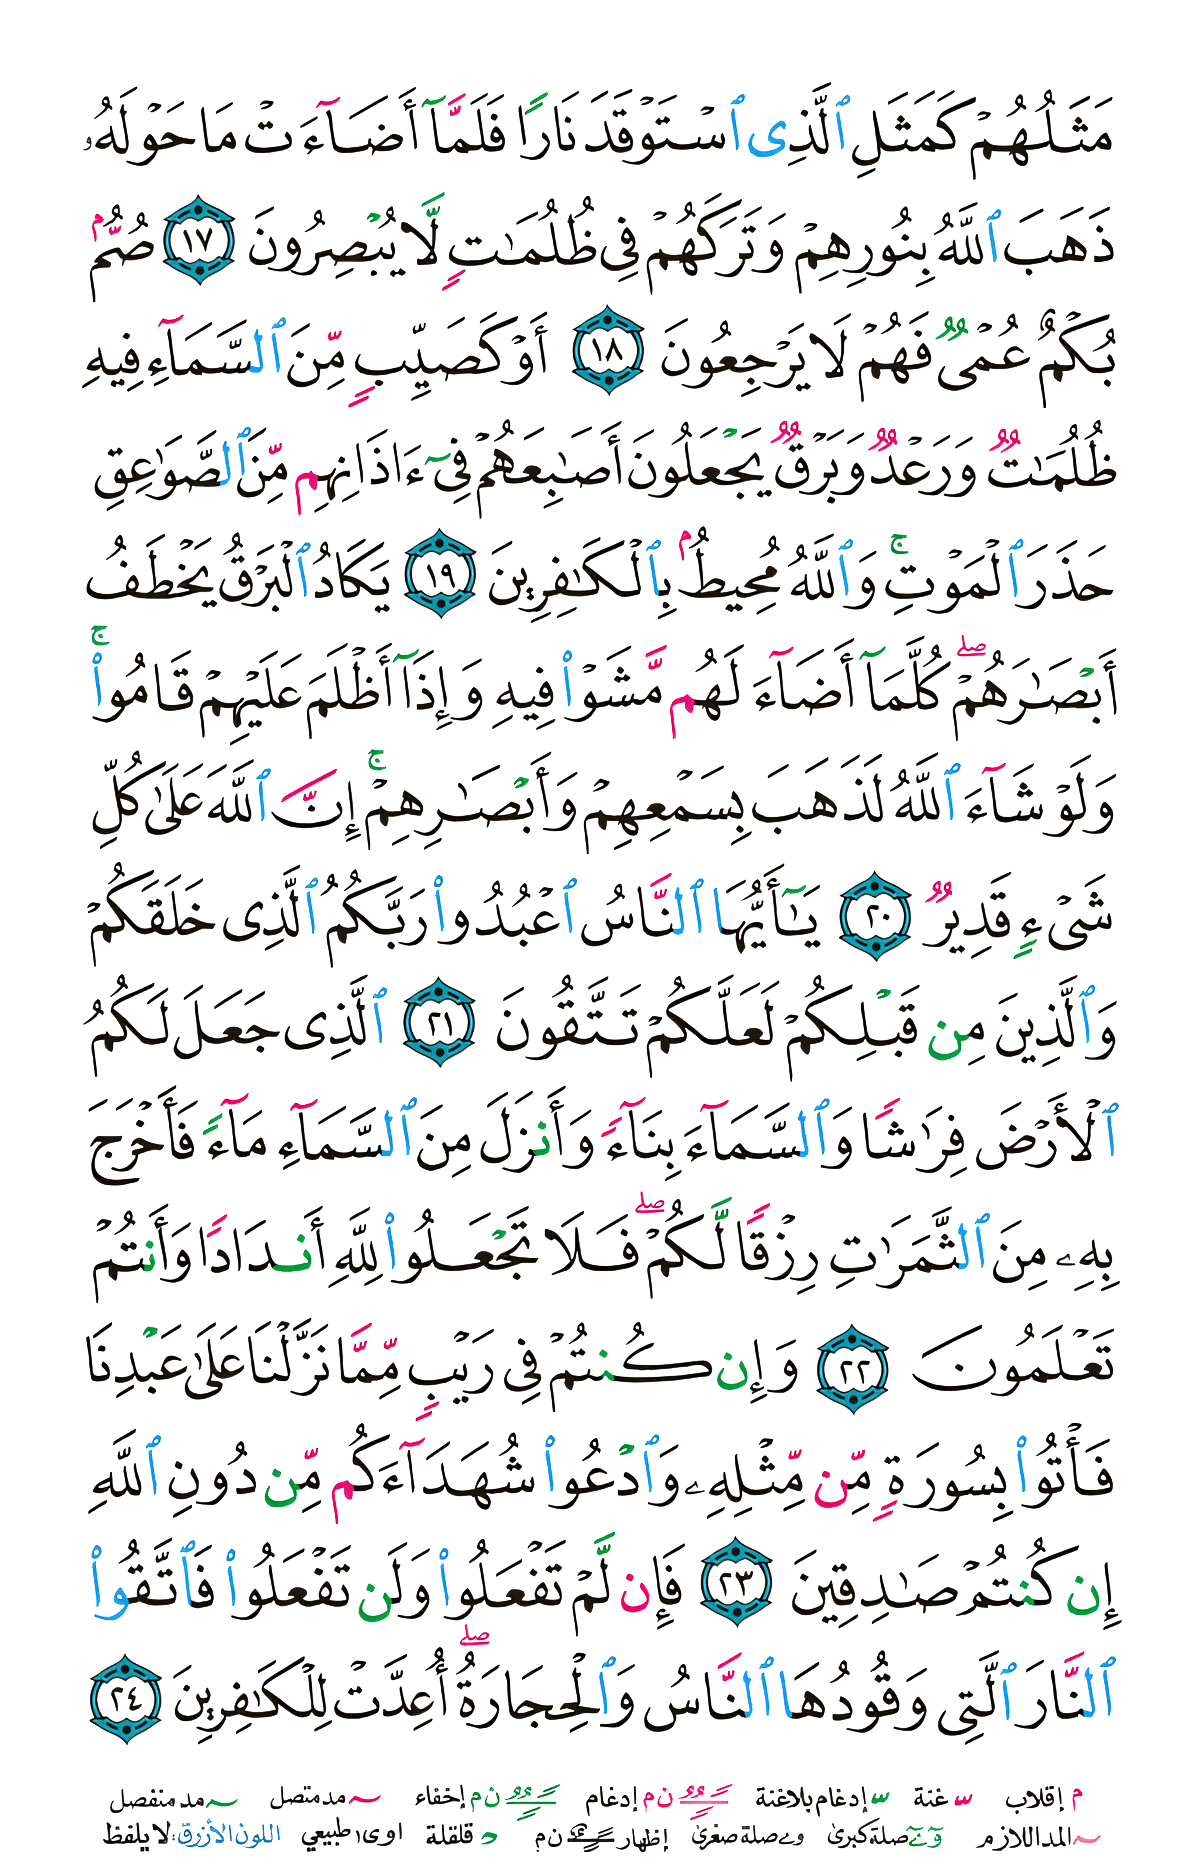 مَثَلُهُمْ كَمَثَلِ ٱلَّذِى ٱسْتَوْقَدَ نَارًا فَلَمَّآ أَضَآءَتْ مَا حَوْلَهُۥ
ذَهَبَ ٱللَّهُ بِنُورِهِمْ وَتَرَكَهُمْ فِى ظُلُمَٰتٍ لَّا يُبْصِرُونَ ١٧ صُمٌّۢ
بُكْمٌ عُمْىٌ فَهُمْ لَا يَرْجِعُونَ ١٨ أَوْ كَصَيِّبٍ مِّنَ ٱلسَّمَآءِ فِيهِ
ظُلُمَٰتٌ وَرَعْدٌ وَبَرْقٌ يَجْعَلُونَ أَصَٰبِعَهُمْ فِىٓ ءَاذَانِهِم مِّنَ ٱلصَّوَٰعِقِ
حَذَرَ ٱلْمَوْتِ ۚ وَٱللَّهُ مُحِيطٌۢ بِٱلْكَٰفِرِينَ ١٩ يَكَادُ ٱلْبَرْقُ يَخْطَفُ
أَبْصَٰرَهُمْ ۖ كُلَّمَآ أَضَآءَ لَهُم مَّشَوْا۟ فِيهِ وَإِذَآ أَظْلَمَ عَلَيْهِمْ قَامُوا۟ ۚ
وَلَوْ شَآءَ ٱللَّهُ لَذَهَبَ بِسَمْعِهِمْ وَأَبْصَٰرِهِمْ ۚ إِنَّ ٱللَّهَ عَلَىٰ كُلِّ
شَىْءٍ قَدِيرٌ ٢٠ يَٰٓأَيُّهَا ٱلنَّاسُ ٱعْبُدُوا۟ رَبَّكُمُ ٱلَّذِى خَلَقَكُمْ
وَٱلَّذِينَ مِن قَبْلِكُمْ لَعَلَّكُمْ تَتَّقُونَ ٢١ ٱلَّذِى جَعَلَ لَكُمُ
ٱلْأَرْضَ فِرَٰشًا وَٱلسَّمَآءَ بِنَآءً وَأَنزَلَ مِنَ ٱلسَّمَآءِ مَآءً فَأَخْرَجَ
بِهِۦ مِنَ ٱلثَّمَرَٰتِ رِزْقًا لَّكُمْ ۖ فَلَا تَجْعَلُوا۟ لِلَّهِ أَندَادًا وَأَنتُمْ
تَعْلَمُونَ ٢٢ وَإِن كُنتُمْ فِى رَيْبٍ مِّمَّا نَزَّلْنَا عَلَىٰ عَبْدِنَا
فَأْتُوا۟ بِسُورَةٍ مِّن مِّثْلِهِۦ وَٱدْعُوا۟ شُهَدَآءَكُم مِّن دُونِ ٱللَّهِ
إِن كُنتُمْ صَٰدِقِينَ ٢٣ فَإِن لَّمْ تَفْعَلُوا۟ وَلَن تَفْعَلُوا۟ فَٱتَّقُوا۟
ٱلنَّارَ ٱلَّتِى وَقُودُهَا ٱلنَّاسُ وَٱلْحِجَارَةُ ۖ أُعِدَّتْ لِلْكَٰفِرِينَ ٢٤
م إقلاب غنة إدغام بلاغنة ن م إدغام ن م إخفاء مد متصل مد منفصل
المد اللازم صلة كبرى و ے صلة صغرى إظهار ن م قلقلة ا و ى طبيعي اللون الأزرق: لا يلفظ